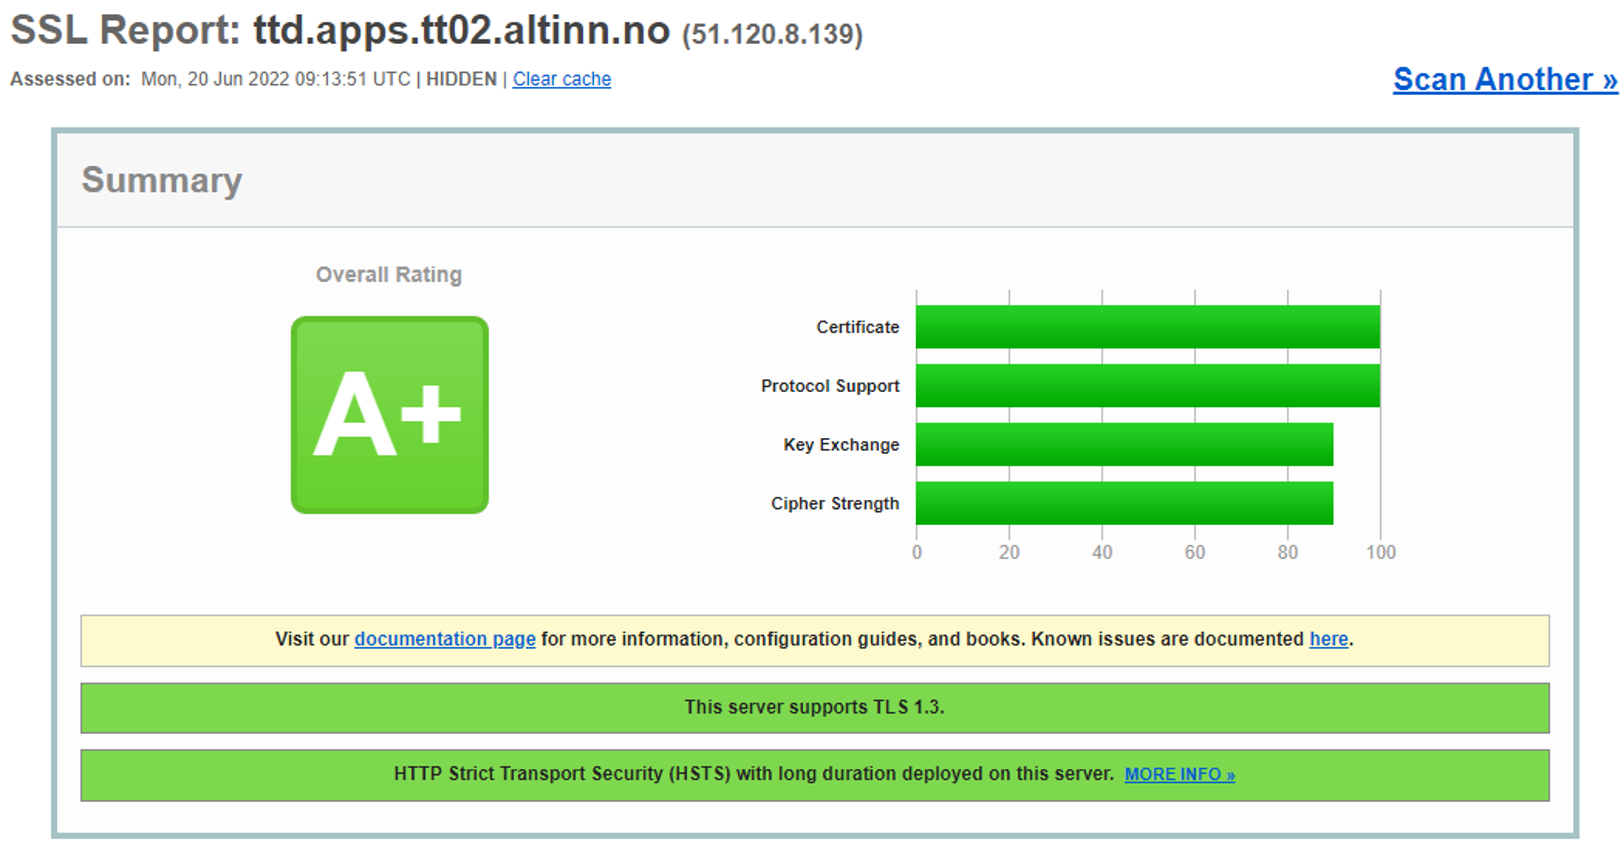 SSL Report: ttd.apps.tt02.altinn.no (51.120.8.139)
Assessed on: Mon, 20 Jun 2022 09:13:51 UTC | HIDDEN | Clear cache
Scan Another »
Summary
Overall Rating
A+
Certificate
Protocol Support
Key Exchange
Cipher Strength
0 20 40 60 80 100
Visit our documentation page for more information, configuration guides, and books. Known issues are documented here.
This server supports TLS 1.3.
HTTP Strict Transport Security (HSTS) with long duration deployed on this server. MORE INFO »